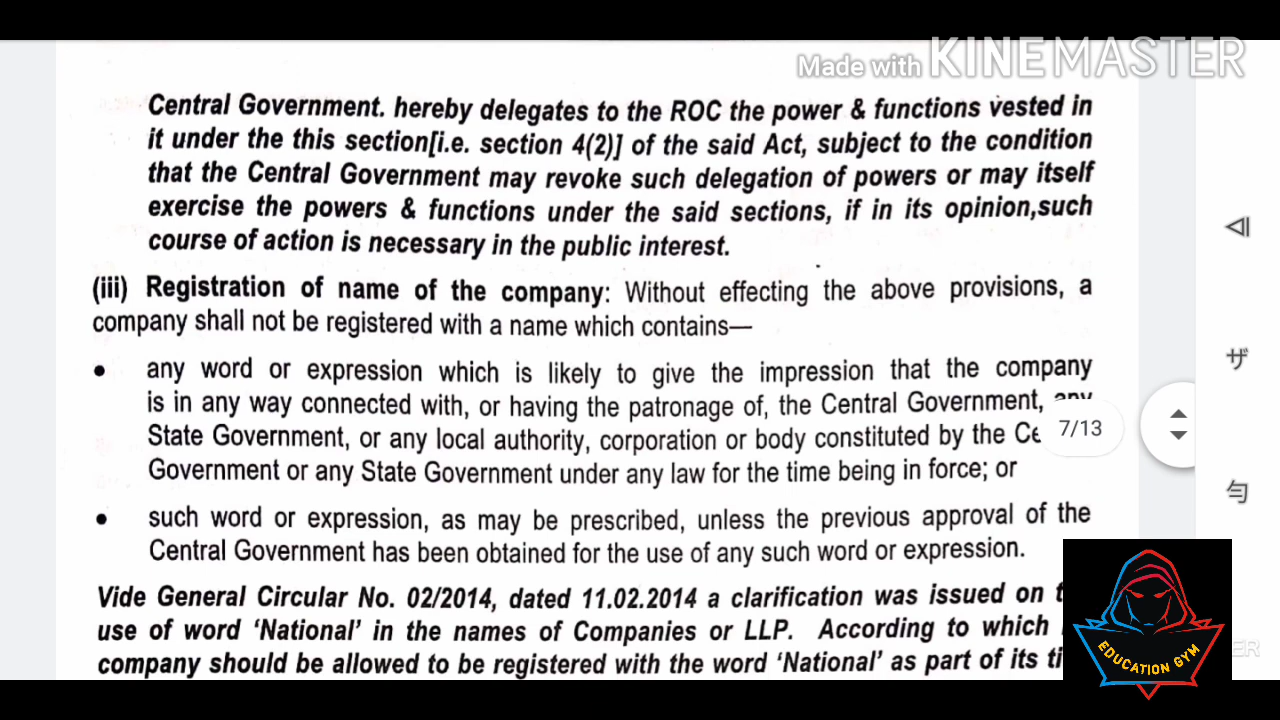 Made with KINEMASTER
Central Government. hereby delegates to the ROC the power & functions vested in
it under the this section[i.e. section 4(2)] of the said Act, subject to the condition
that the Central Government may revoke such delegation of powers or may itself
exercise the powers & functions under the said sections, if in its opinion,such
course of action is necessary in the public interest.
(iii) Registration of name of the company: Without effecting the above provisions, a
company shall not be registered with a name which contains—
• any word or expression which is likely to give the impression that the company
is in any way connected with, or having the patronage of, the Central Government, any
State Government, or any local authority, corporation or body constituted by the Ce
7/13
Government or any State Government under any law for the time being in force; or
• such word or expression, as may be prescribed, unless the previous approval of the
Central Government has been obtained for the use of any such word or expression.
Vide General Circular No. 02/2014, dated 11.02.2014 a clarification was issued on
use of word ‘National’ in the names of Companies or LLP. According to which
company should be allowed to be registered with the word ‘National’ as part of its
EDUCATION GYM
ER